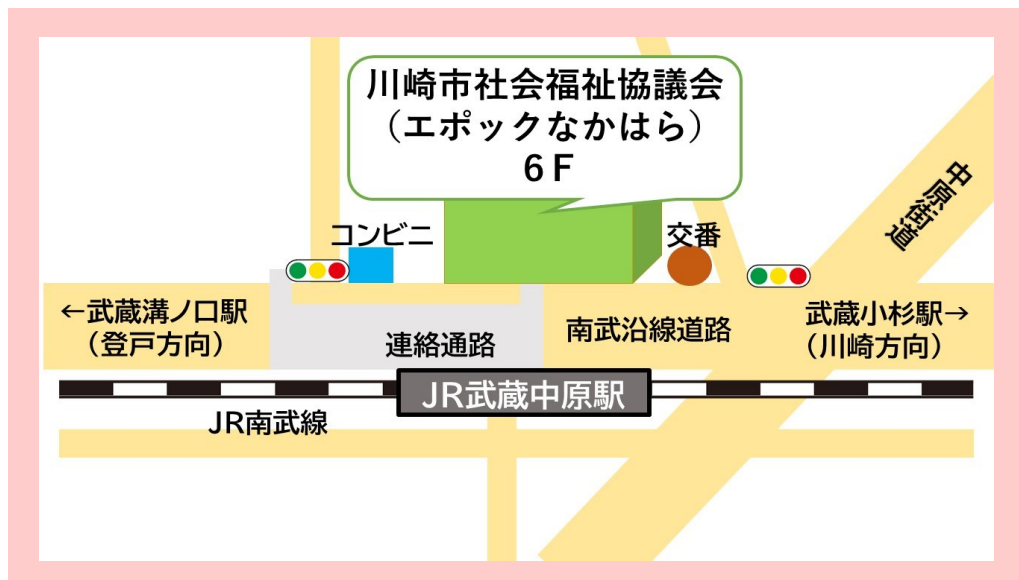 川崎市社会福祉協議会
（エポックなかはら）
６Ｆ
中原街道
コンビニ
交番
←武蔵溝ノ口駅
（登戸方向）
連絡通路
南武沿線道路
武蔵小杉駅→
（川崎方向）
JR武蔵中原駅
JR南武線